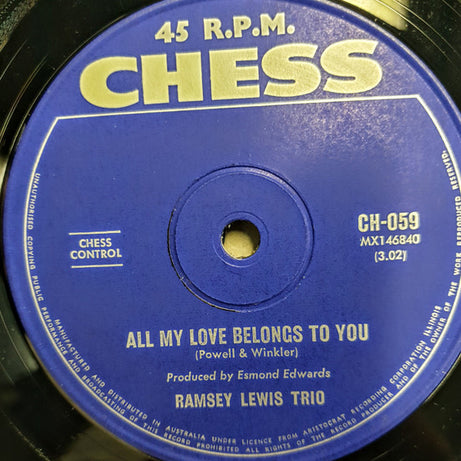 45 R.P.M.
CHESS
CHESS
CONTROL
CH-059
MX146840
(3.02)
ALL MY LOVE BELONGS TO YOU
(Powell & Winkler)
Produced by Esmond Edwards
RAMSEY LEWIS TRIO
UNAUTHORISED COPYING PUBLIC PERFORMANCE AND BROADCASTING OF THIS RECORD PROHIBITED ALL RIGHTS OF THE RECORD PRODUCER AND OF THE OWNER OF THE WORK REPRODUCED RESERVED.
MANUFACTURED AND DISTRIBUTED IN AUSTRALIA UNDER LICENCE FROM ARISTOCRAT RECORDING CORPORATION ILLINOIS